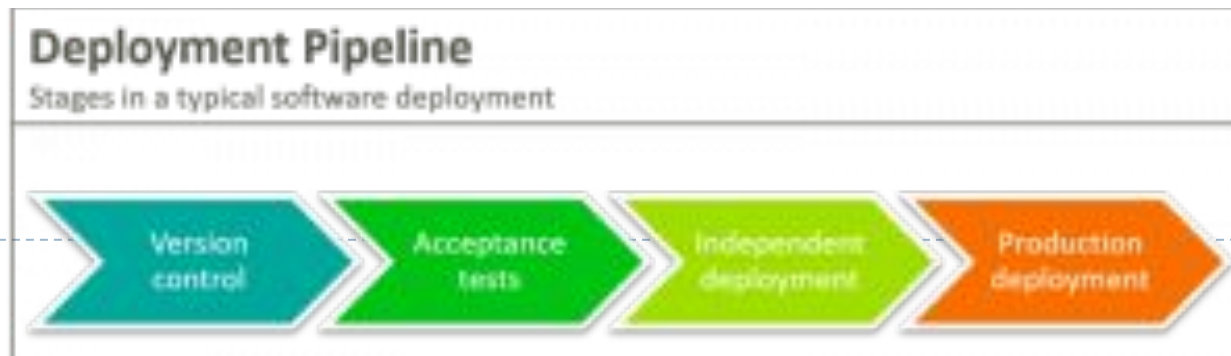 Deployment Pipeline
Stages in a typical software deployment
Version
control
Acceptance
tests
Independent
deployment
Production
deployment